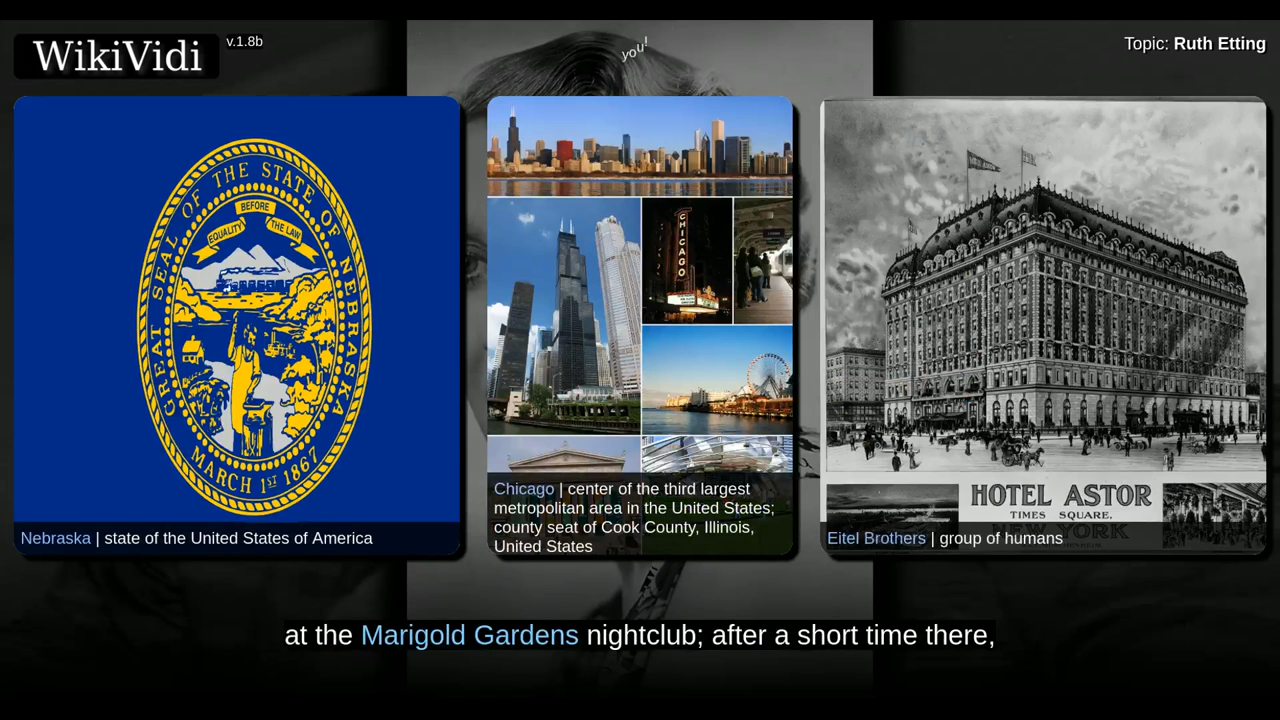 WikiVidi
v.1.8b
you!
Topic: Ruth Etting
GREAT SEAL OF THE STATE OF NEBRASKA
EQUALITY BEFORE THE LAW
MARCH 1ST 1867
CHICAGO
Nebraska | state of the United States of America
Chicago | center of the third largest
metropolitan area in the United States;
county seat of Cook County, Illinois,
United States
HOTEL ASTOR
TIMES SQUARE.
NEW YORK
Eitel Brothers | group of humans
at the Marigold Gardens nightclub; after a short time there,